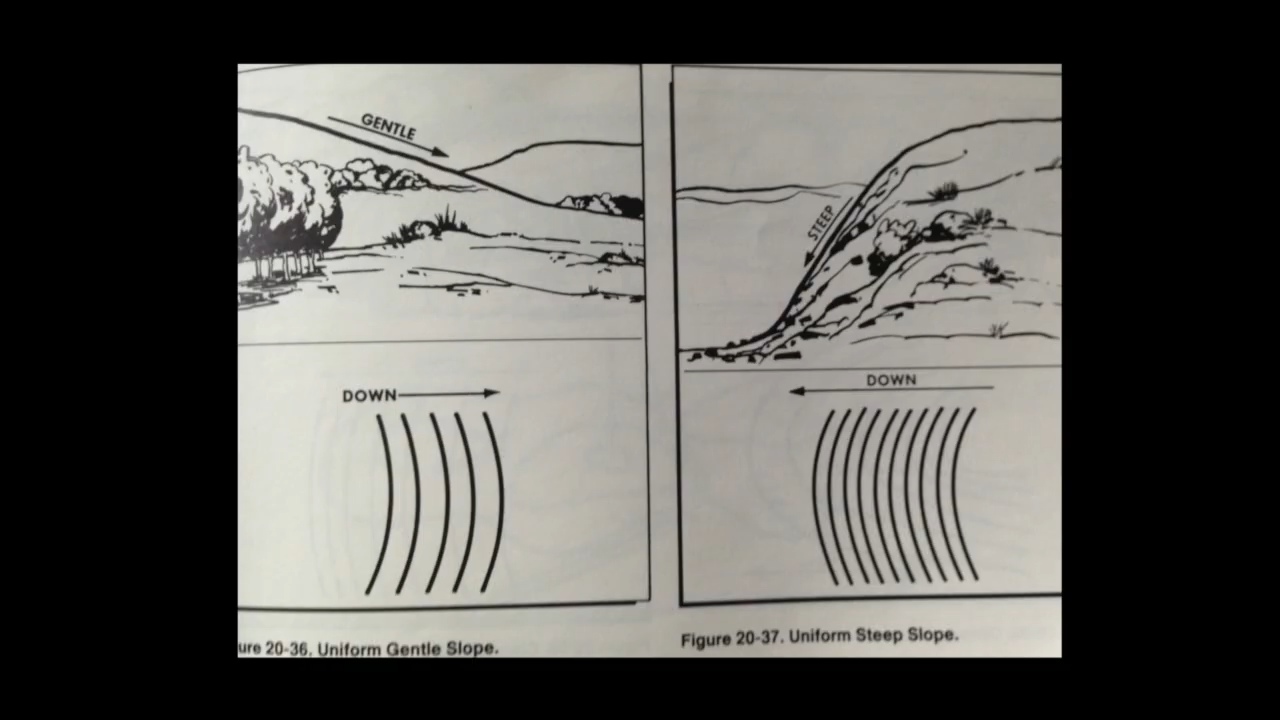 GENTLE
DOWN
ure 20-36. Uniform Gentle Slope.
STEEP
DOWN
Figure 20-37. Uniform Steep Slope.